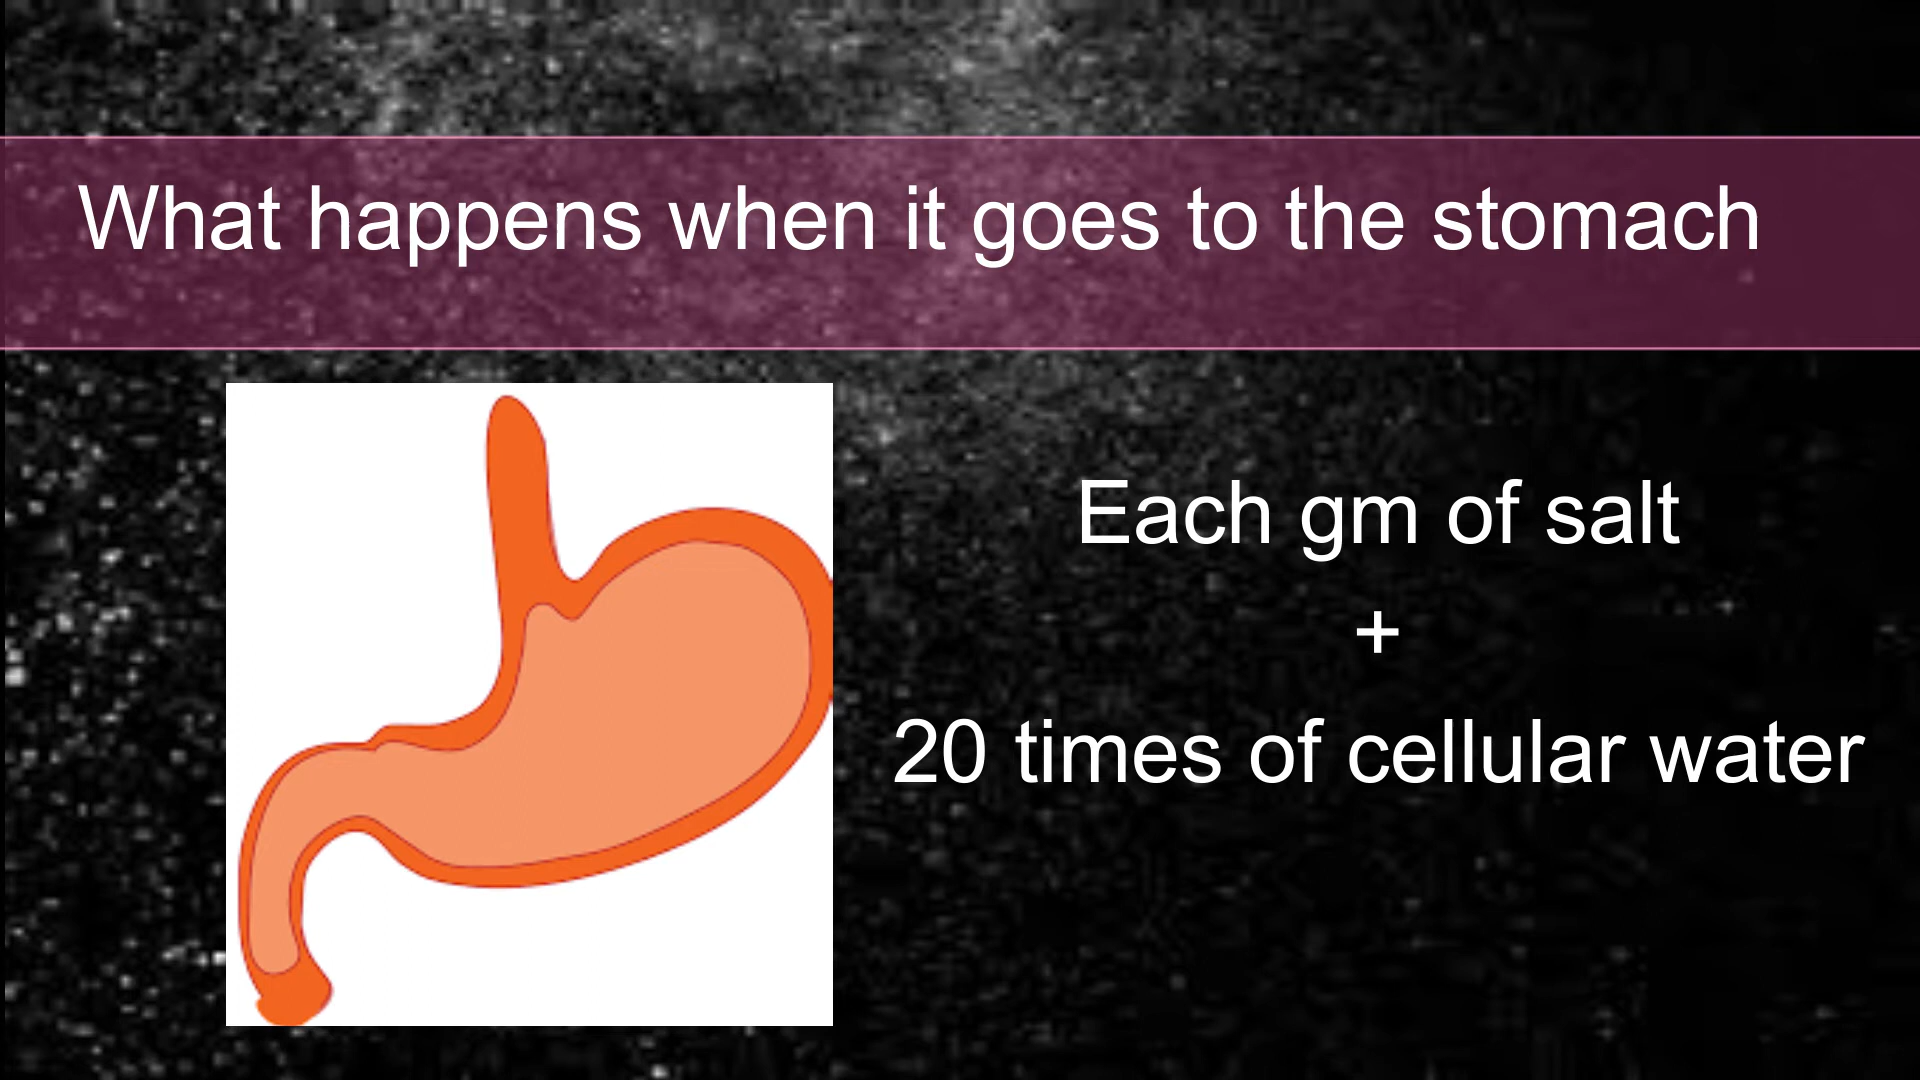 What happens when it goes to the stomach
Each gm of salt
+
20 times of cellular water